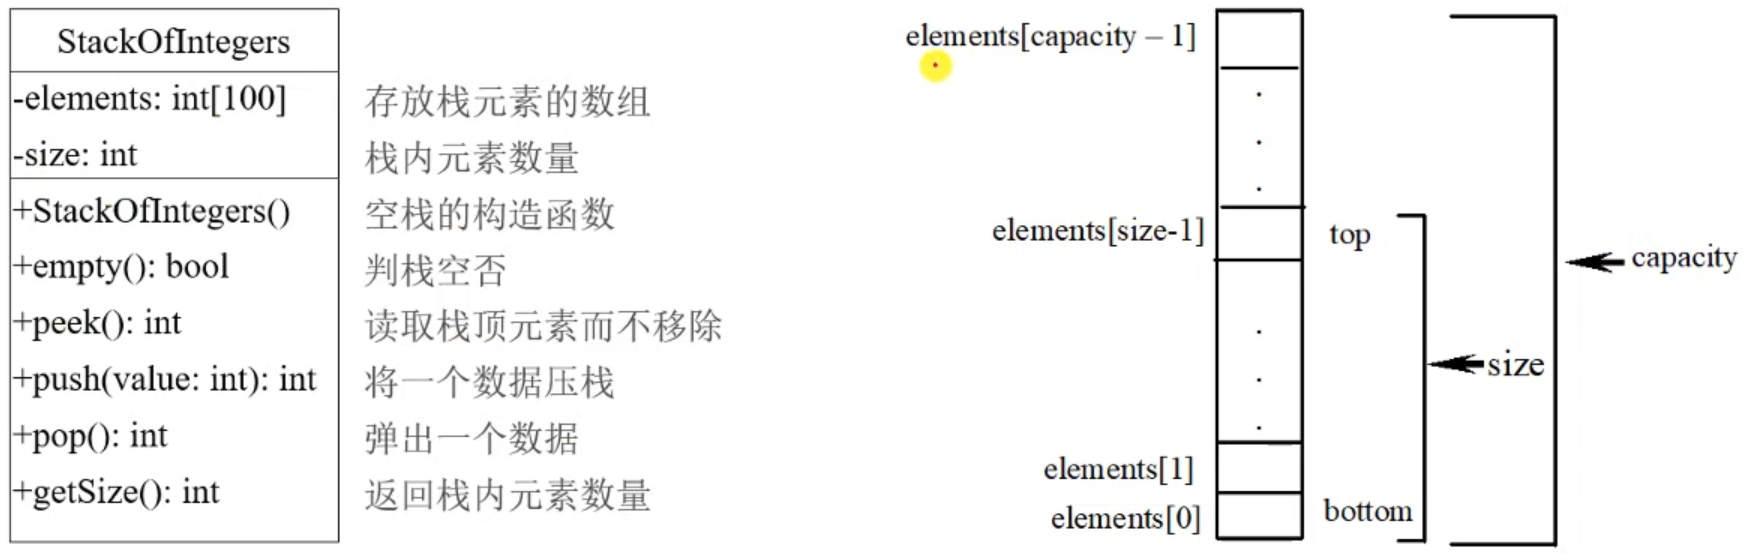 StackOfIntegers
-elements: int[100] 存放栈元素的数组
-size: int 栈内元素数量
+StackOfIntegers() 空栈的构造函数
+empty(): bool 判栈空否
+peek(): int 读取栈顶元素而不移除
+push(value: int): int 将一个数据压栈
+pop(): int 弹出一个数据
+getSize(): int 返回栈内元素数量
elements[capacity – 1]
elements[size-1] top
capacity
size
elements[1]
elements[0] bottom